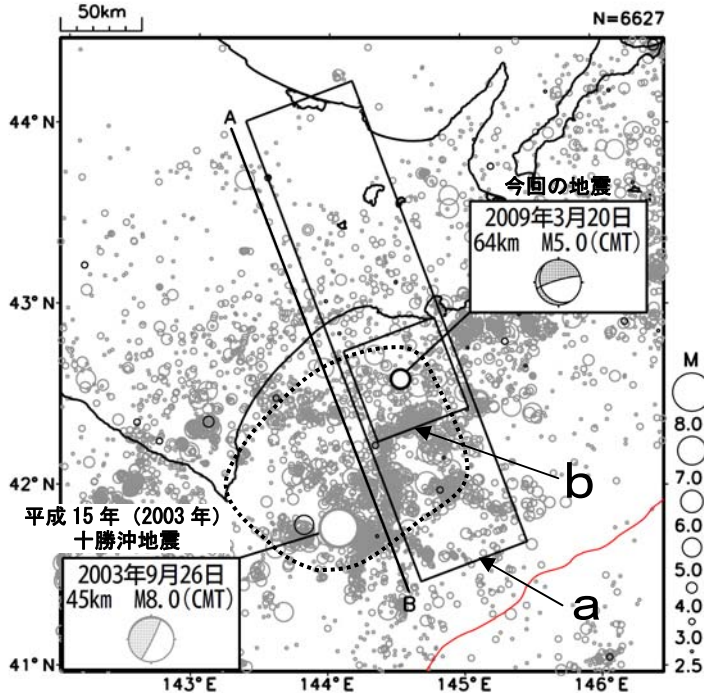 50km
N=6627
44°N
43°N
42°N
41°N
143°E
144°E
145°E
146°E
A
B
今回の地震
2009年3月20日
64km M5.0(CMT)
b
a
平成15年（2003年）
十勝沖地震
2003年9月26日
45km M8.0(CMT)
M
8.0
7.0
6.0
5.0
4.0
3.0
2.5